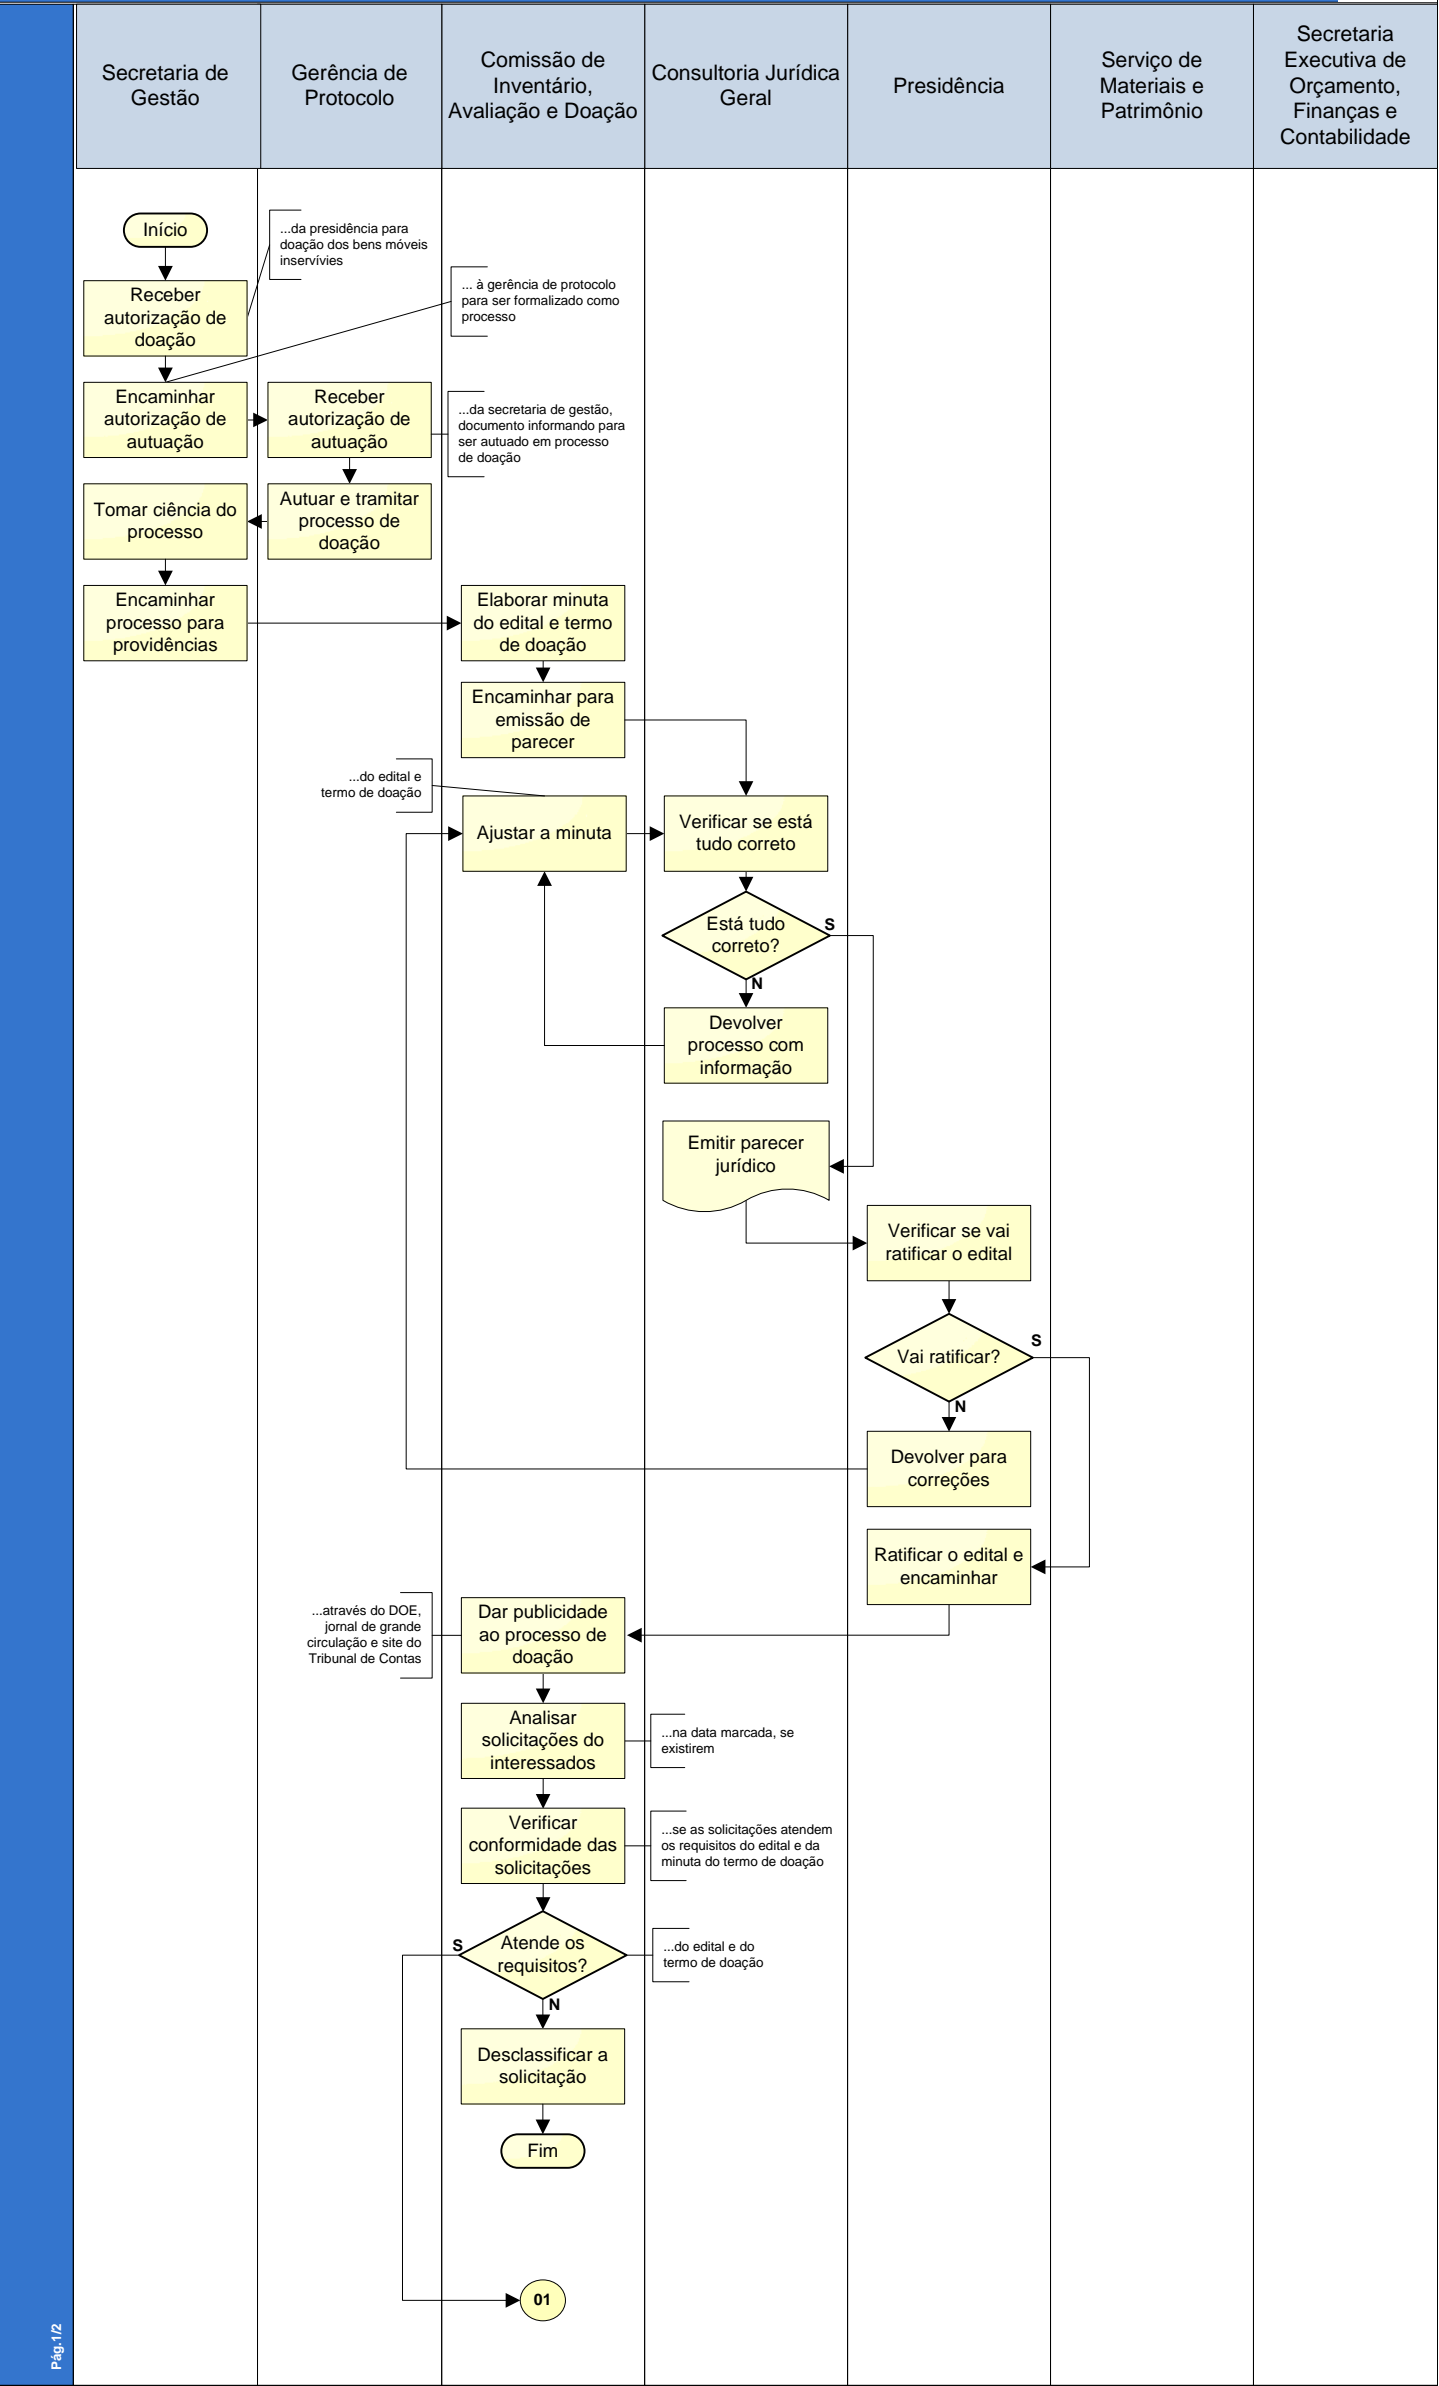 Secretaria de
Gestão
Gerência de
Protocolo
Comissão de
Inventário,
Avaliação e Doação
Consultoria Jurídica
Geral
Presidência
Serviço de
Materiais e
Patrimônio
Secretaria
Executiva de
Orçamento,
Finanças e
Contabilidade
Início
...da presidência para
doação dos bens móveis
inservívies
Receber
autorização de
doação
... à gerência de protocolo
para ser formalizado como
processo
Encaminhar
autorização de
autuação
Receber
autorização de
autuação
...da secretaria de gestão,
documento informando para
ser autuado em processo
de doação
Tomar ciência do
processo
Autuar e tramitar
processo de
doação
Encaminhar
processo para
providências
Elaborar minuta
do edital e termo
de doação
Encaminhar para
emissão de
parecer
...do edital e
termo de doação
Ajustar a minuta
Verificar se está
tudo correto
Está tudo
correto?
S
N
Devolver
processo com
informação
Emitir parecer
jurídico
Verificar se vai
ratificar o edital
Vai ratificar?
S
N
Devolver para
correções
Ratificar o edital e
encaminhar
...através do DOE,
jornal de grande
circulação e site do
Tribunal de Contas
Dar publicidade
ao processo de
doação
Analisar
solicitações do
interessados
...na data marcada, se
existirem
Verificar
conformidade das
solicitações
...se as solicitações atendem
os requisitos do edital e da
minuta do termo de doação
S
Atende os
requisitos?
...do edital e do
termo de doação
N
Desclassificar a
solicitação
Fim
01
Pág.1/2